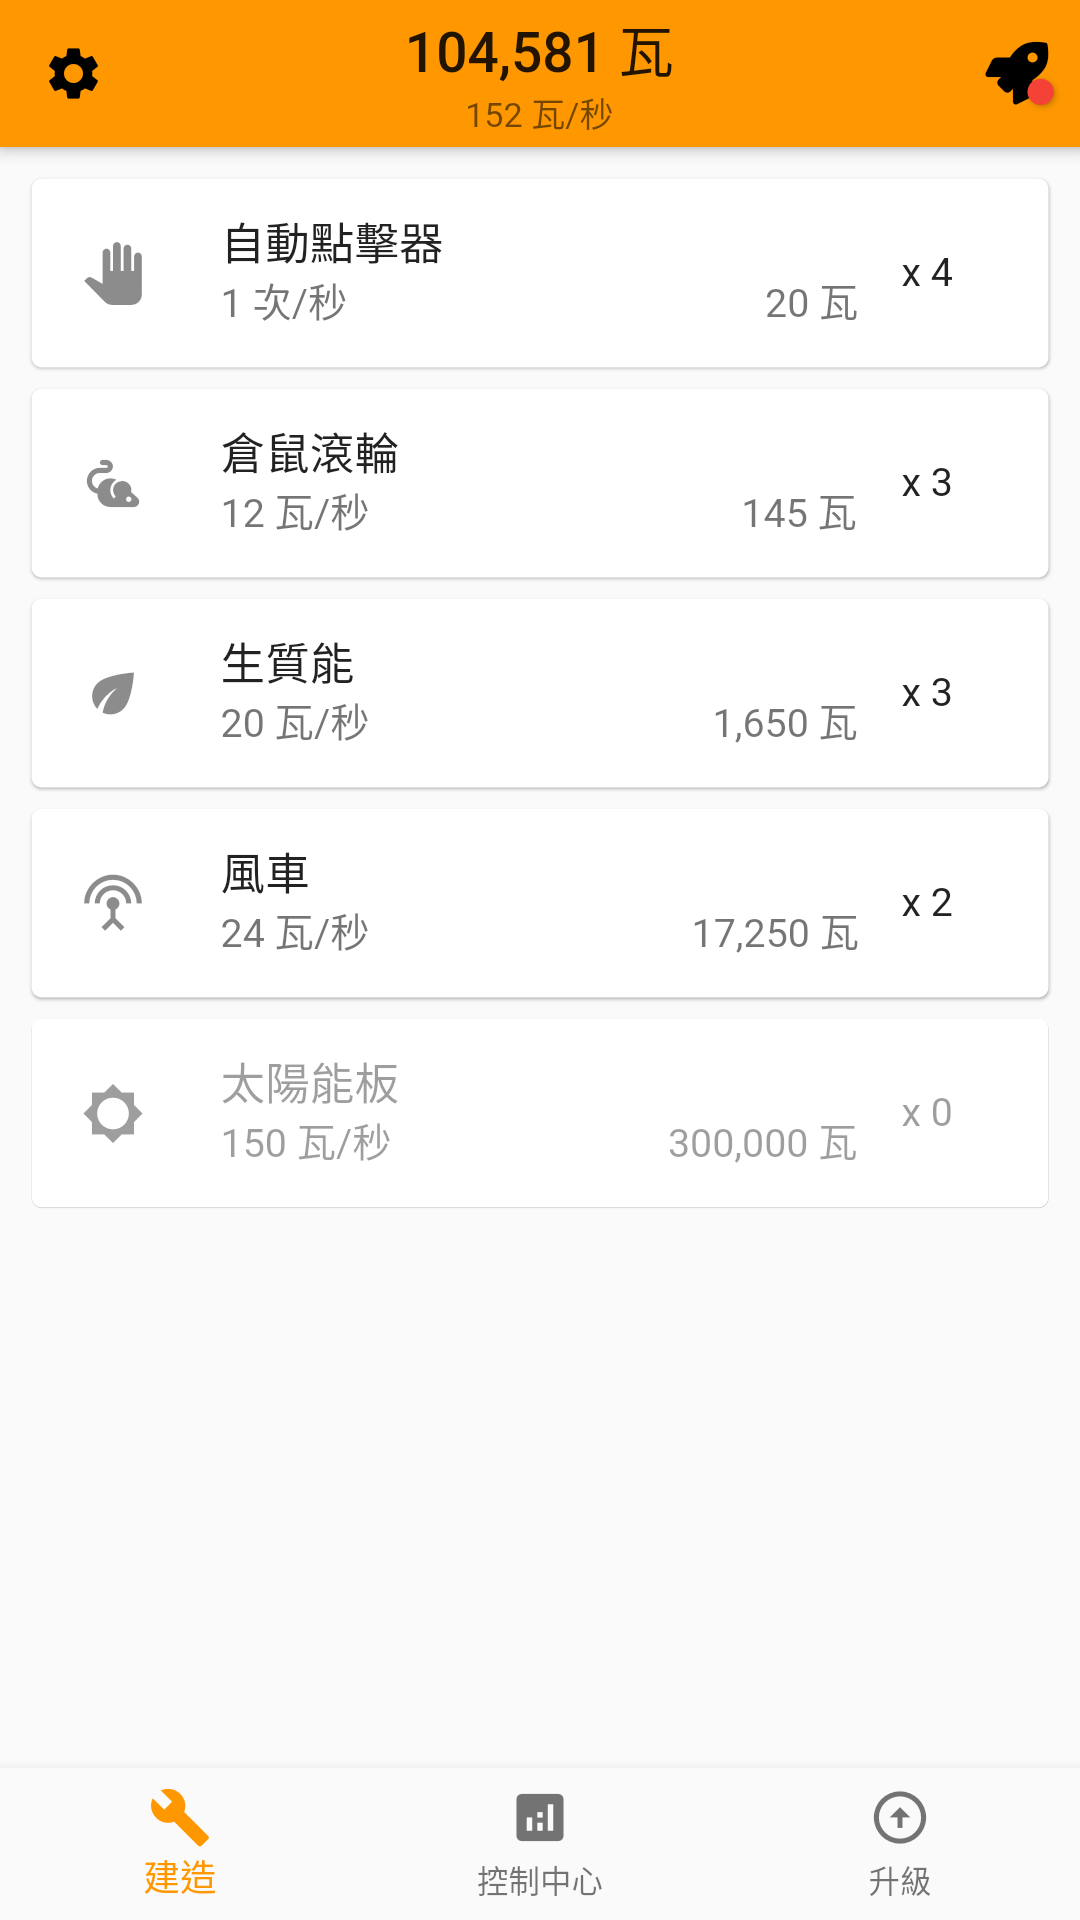 104,581 瓦
152 瓦/秒
自動點擊器
1 次/秒
20 瓦
x 4
倉鼠滾輪
12 瓦/秒
145 瓦
x 3
生質能
20 瓦/秒
1,650 瓦
x 3
風車
24 瓦/秒
17,250 瓦
x 2
太陽能板
150 瓦/秒
300,000 瓦
x 0
建造
控制中心
升級